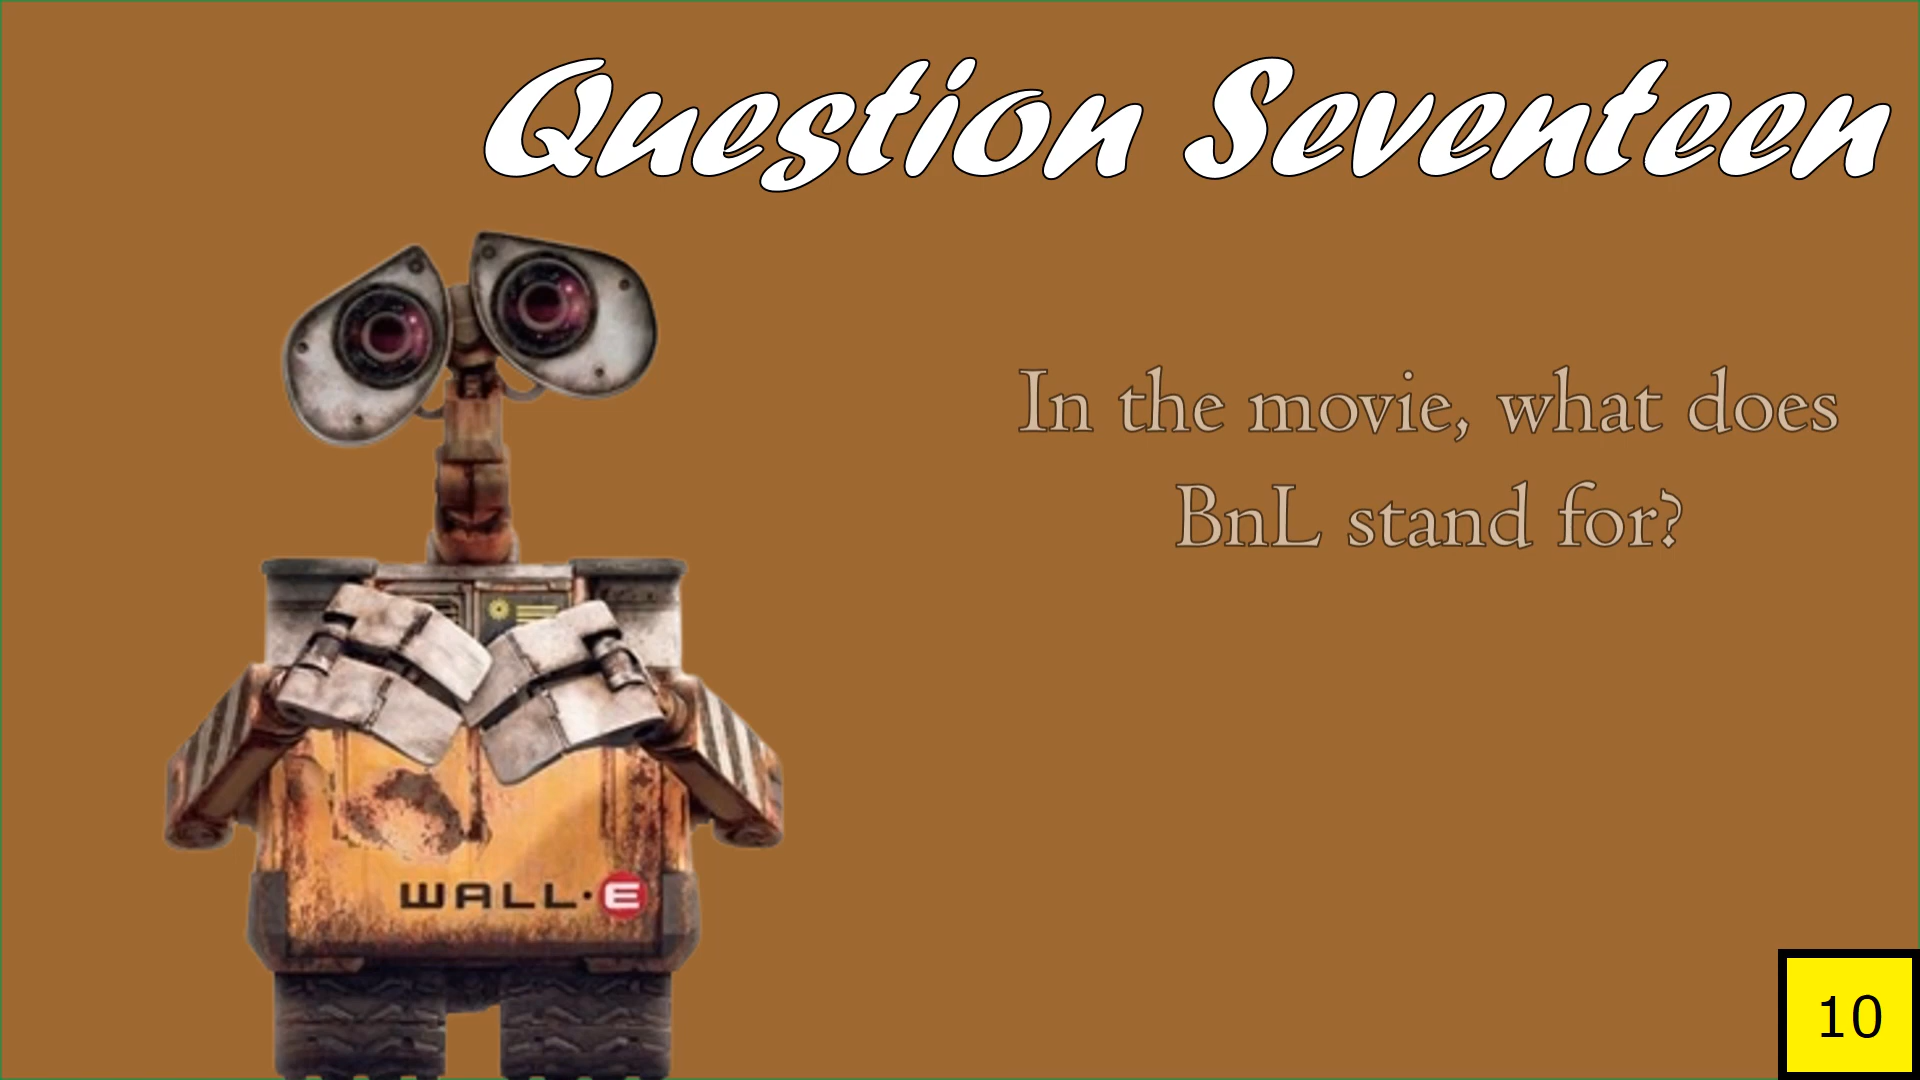 Question Seventeen
In the movie, what does
BnL stand for?
WALL·E
10